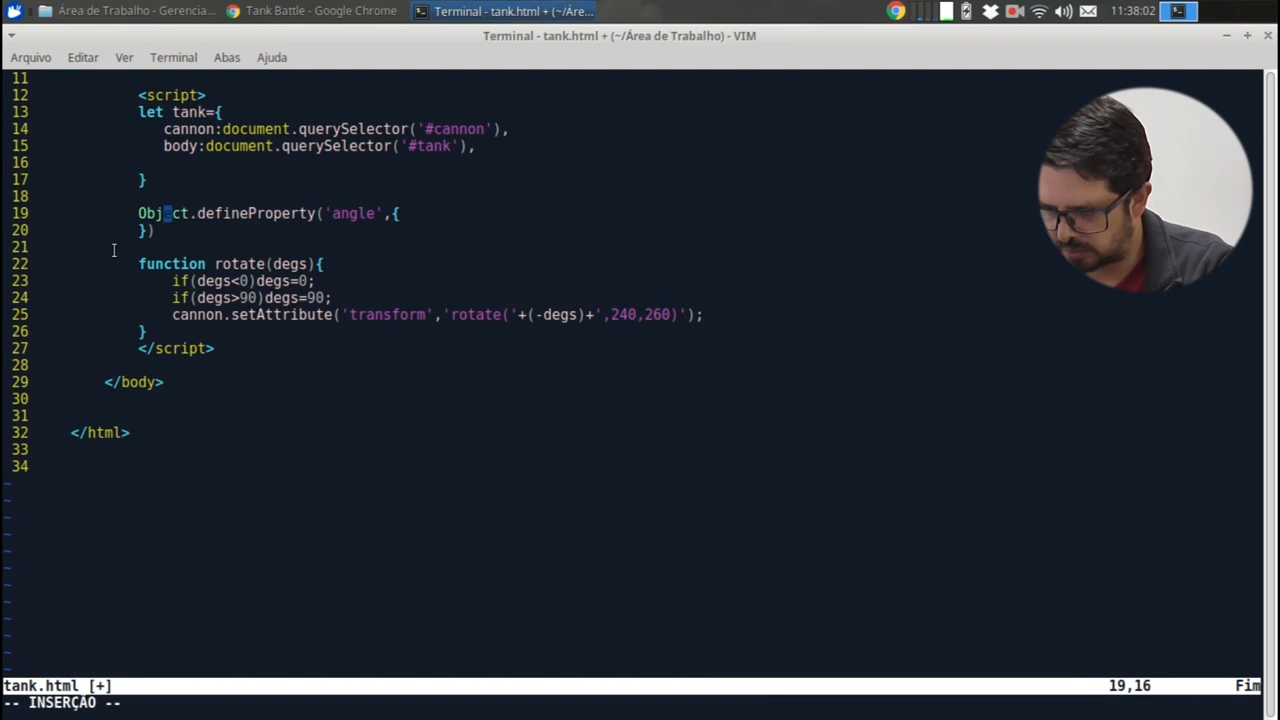 Área de Trabalho - Gerencia... Tank Battle - Google Chrome Terminal - tank.html + (~/Áre... 11:38:02
Terminal - tank.html + (~/Área de Trabalho) - VIM
Arquivo Editar Ver Terminal Abas Ajuda
11
12 <script>
13 let tank={
14 cannon:document.querySelector('#cannon'),
15 body:document.querySelector('#tank'),
16
17 }
18
19 Object.defineProperty('angle',{
20 })
21
22 function rotate(degs){
23 if(degs<0)degs=0;
24 if(degs>90)degs=90;
25 cannon.setAttribute('transform','rotate('+(-degs)+',240,260)');
26 }
27 </script>
28
29 </body>
30
31
32 </html>
33
34
~
~
~
~
~
~
~
~
~
~
~
~
tank.html [+] 19,16 Fim
-- INSERÇÃO --